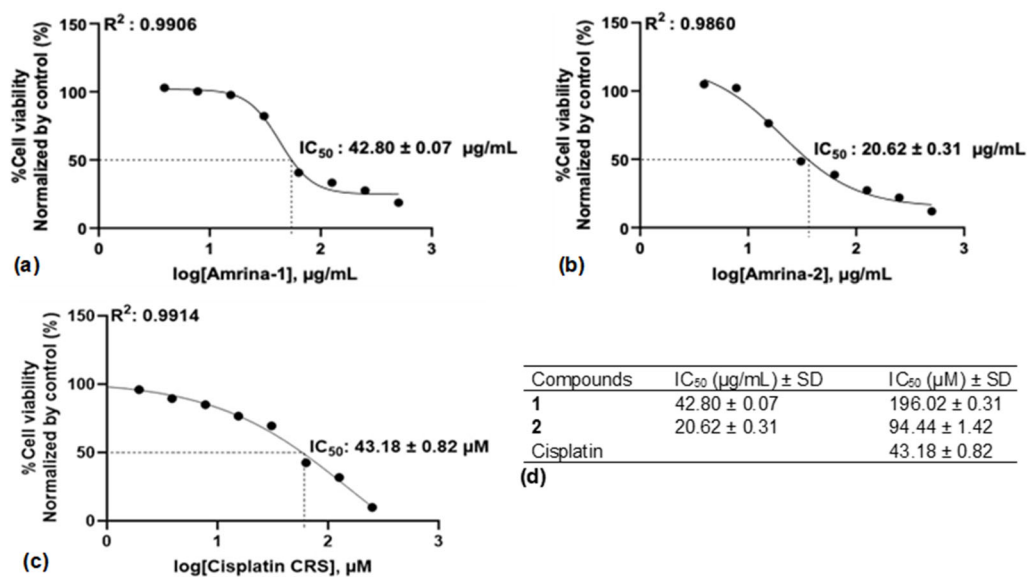 R²: 0.9906
%Cell viability
Normalized by control (%)
150
100
50
0
IC₅₀ : 42.80 ± 0.07 µg/mL
0 1 2 3
log[Amrina-1], µg/mL
(a)
R²: 0.9860
%Cell viability
Normalized by control (%)
150
100
50
0
IC₅₀ : 20.62 ± 0.31 µg/mL
0 1 2 3
log[Amrina-2], µg/mL
(b)
R²: 0.9914
%Cell viability
Normalized by control (%)
150
100
50
0
IC₅₀: 43.18 ± 0.82 µM
0 1 2 3
log[Cisplatin CRS], µM
(c)
Compounds IC₅₀ (µg/mL) ± SD IC₅₀ (µM) ± SD
1 42.80 ± 0.07 196.02 ± 0.31
2 20.62 ± 0.31 94.44 ± 1.42
Cisplatin 43.18 ± 0.82
(d)